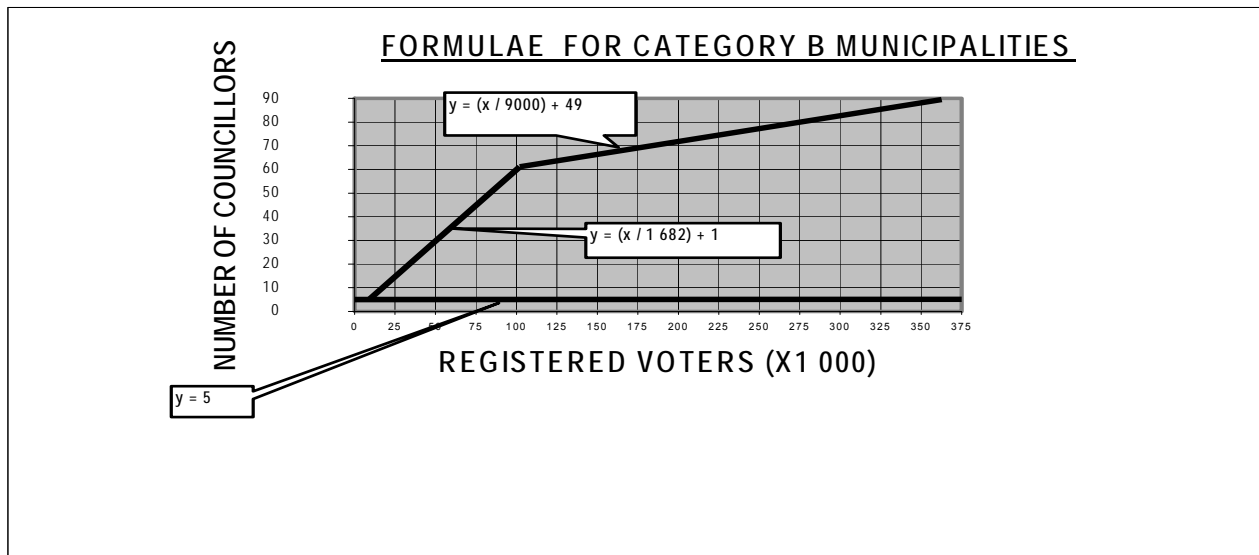 FORMULAE FOR CATEGORY B MUNICIPALITIES
NUMBER OF COUNCILLORS
90
80
70
60
50
40
30
20
10
0
y = (x / 9000) + 49
y = (x / 1 682) + 1
0 25 50 75 100 125 150 175 200 225 250 275 300 325 350 375
REGISTERED VOTERS (X1 000)
y = 5